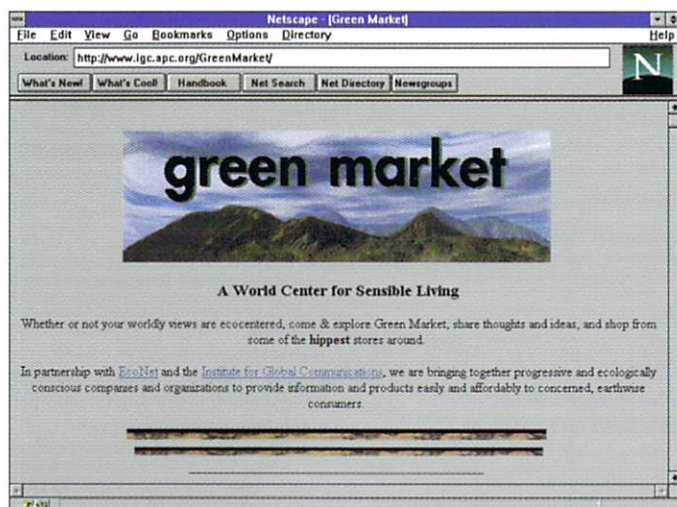 Netscape - [Green Market]
File Edit View Go Bookmarks Options Directory Help
Location: http://www.igc.apc.org/GreenMarket/
N
What's New! What's Cool! Handbook Net Search Net Directory Newsgroups
green market
A World Center for Sensible Living
Whether or not your worldly views are ecocentered, come & explore Green Market, share thoughts and ideas, and shop from
some of the hippest stores around.
In partnership with EcoNet and the Institute for Global Communications, we are bringing together progressive and ecologically
conscious companies and organizations to provide information and products easily and affordably to concerned, earthwise
consumers.